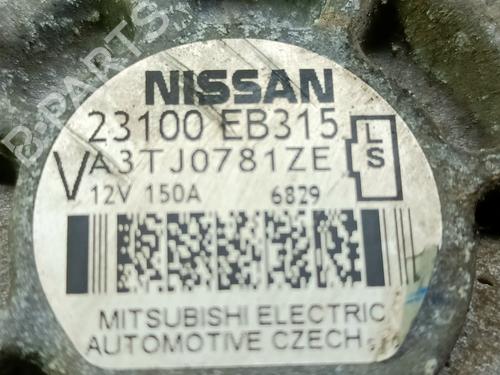 B-PARTS
NISSAN
23100 EB315
V A3TJ0781ZE
L
S
12V 150A 6829
MITSUBISHI ELECTRIC
AUTOMOTIVE CZECH